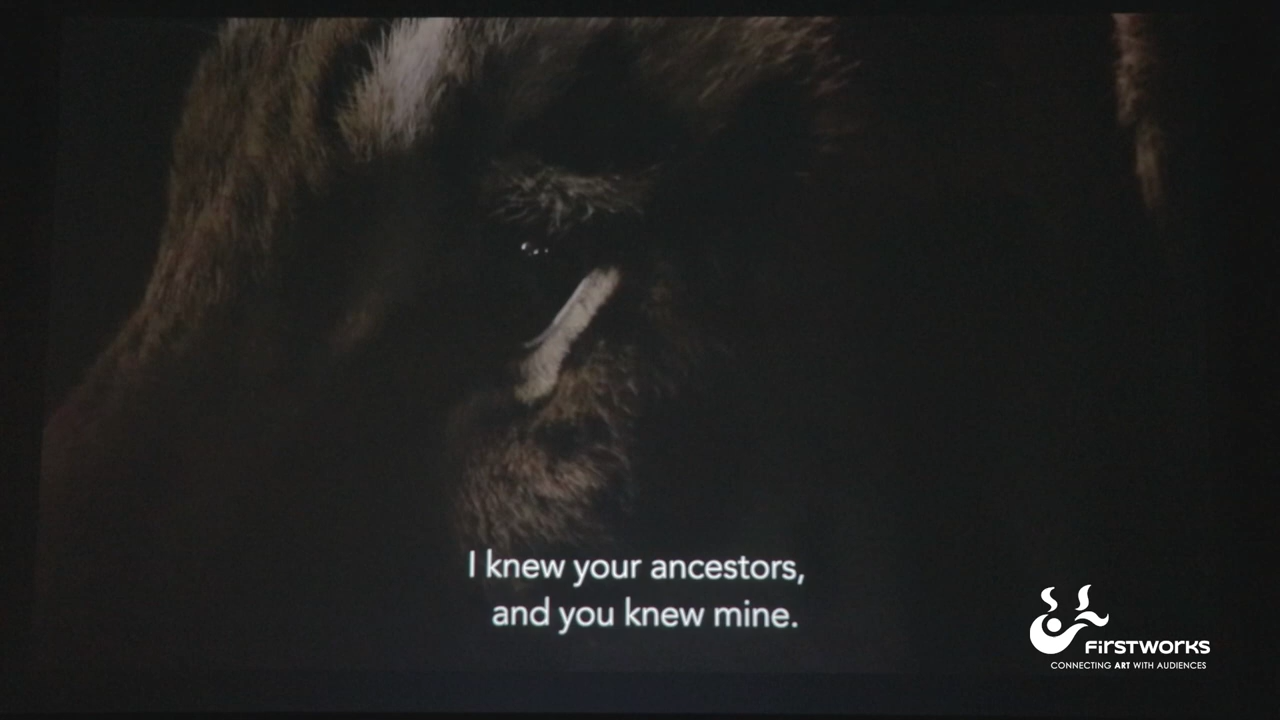 I knew your ancestors,
and you knew mine.
FIRSTWORKS
CONNECTING ART WITH AUDIENCES